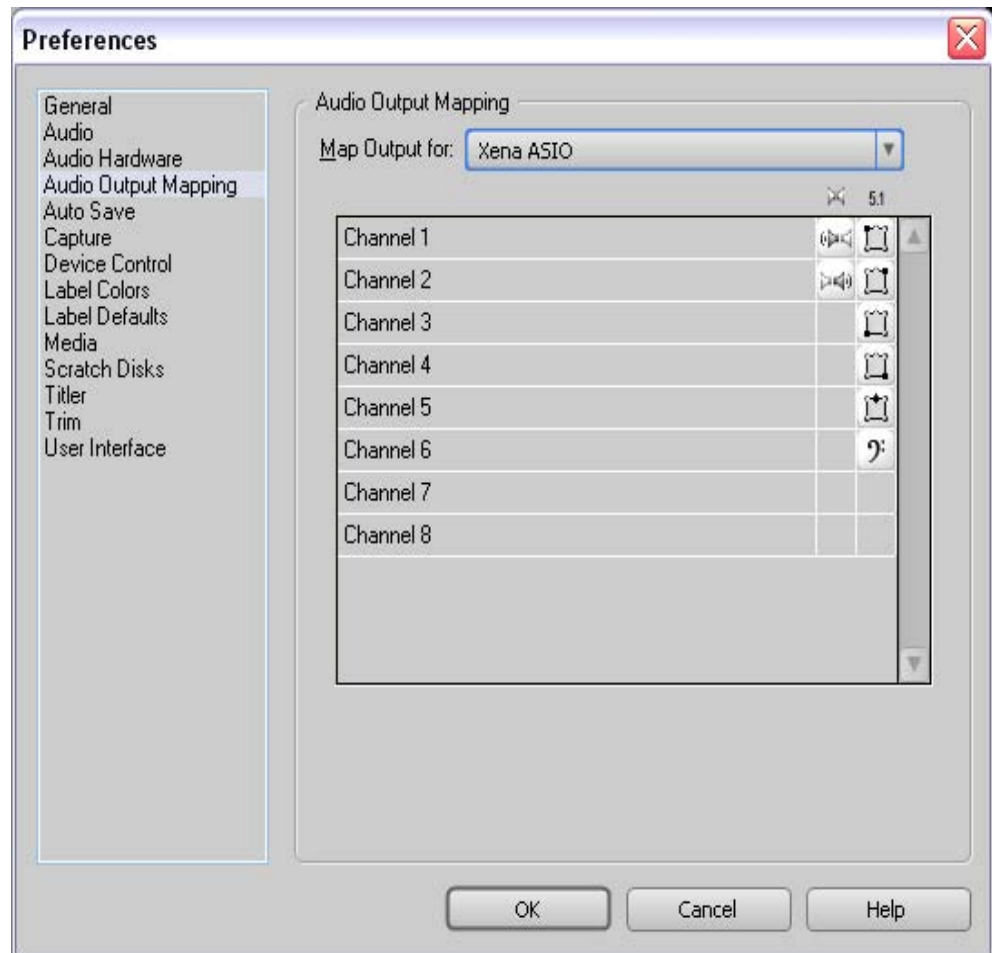 Preferences
General
Audio
Audio Hardware
Audio Output Mapping
Auto Save
Capture
Device Control
Label Colors
Label Defaults
Media
Scratch Disks
Titler
Trim
User Interface
Audio Output Mapping
Map Output for: Xena ASIO
5.1
Channel 1
Channel 2
Channel 3
Channel 4
Channel 5
Channel 6
Channel 7
Channel 8
OK Cancel Help